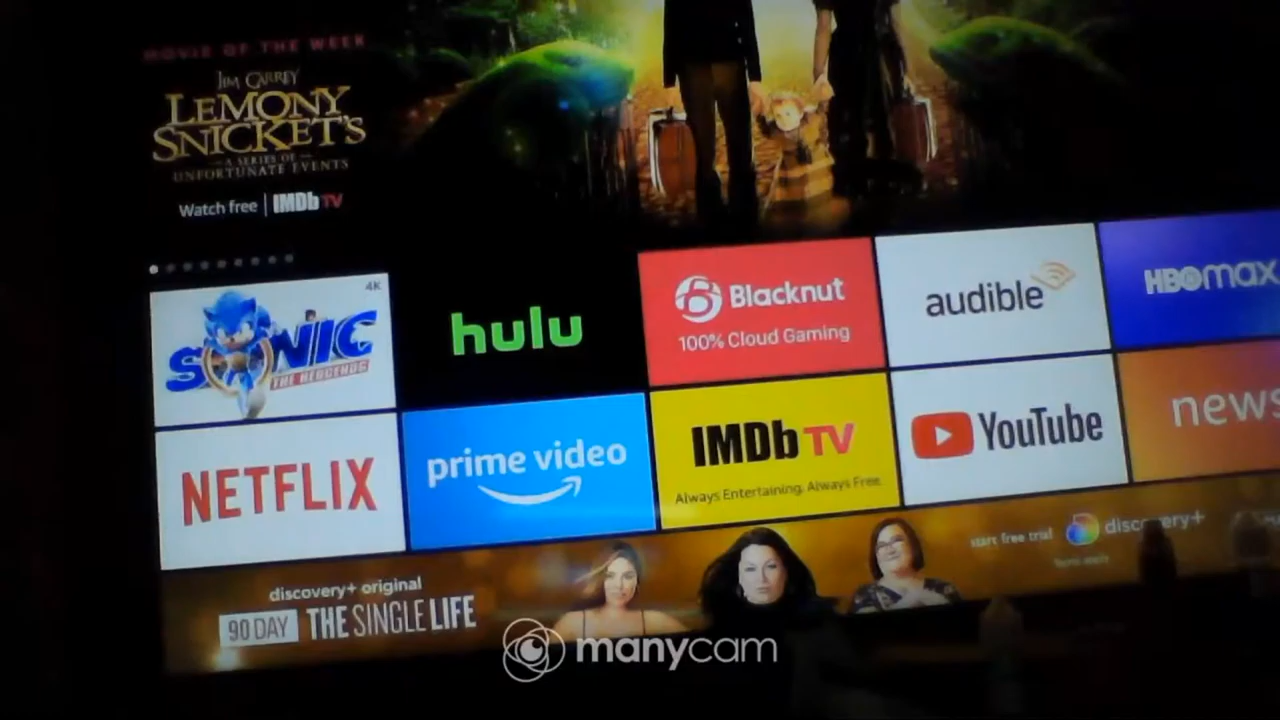 MOVIE OF THE WEEK
JIM CARREY
LEMONY
SNICKET'S
A SERIES OF
UNFORTUNATE EVENTS
Watch free | IMDb TV
4K
SONIC
THE HEDGEHOG
hulu
Blacknut
100% Cloud Gaming
audible
HBOmax
NETFLIX
prime video
IMDb TV
Always Entertaining. Always Free.
YouTube
news
discovery+ original
90 DAY THE SINGLE LIFE
start free trial
discovery+
manycam